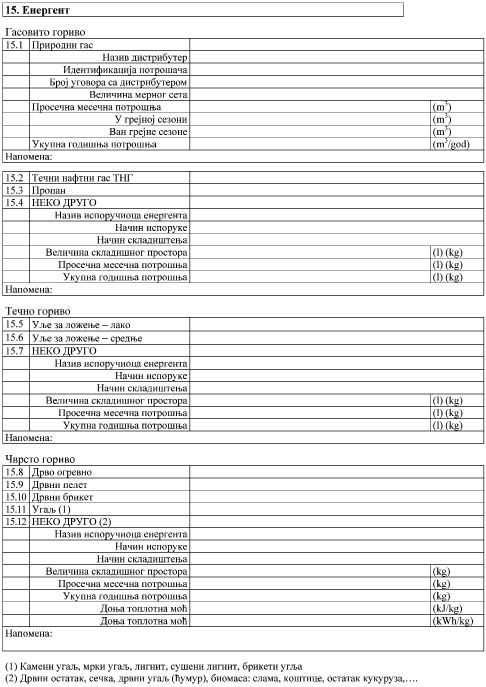 15. Енергент
Гасовито гориво
15.1 Природни гас
Назив дистрибутер
Идентификација потрошача
Број уговора са дистрибутером
Величина мерног сета
Просечна месечна потрошња (m³)
У грејној сезони (m³)
Ван грејне сезоне (m³)
Укупна годишња потрошња (m³/god)
Напомена:
15.2 Течни нафтни гас ТНГ
15.3 Пропан
15.4 НЕКО ДРУГО
Назив испоручиоца енергента
Начин испоруке
Начин складиштења
Величина складишног простора (l) (kg)
Просечна месечна потрошња (l) (kg)
Укупна годишња потрошња (l) (kg)
Напомена:
Течно гориво
15.5 Уље за ложење – лако
15.6 Уље за ложење – средње
15.7 НЕКО ДРУГО
Назив испоручиоца енергента
Начин испоруке
Начин складиштења
Величина складишног простора (l) (kg)
Просечна месечна потрошња (l) (kg)
Укупна годишња потрошња (l) (kg)
Напомена:
Чврсто гориво
15.8 Дрво огревно
15.9 Дрвни пелет
15.10 Дрвни брикет
15.11 Угаљ (1)
15.12 НЕКО ДРУГО (2)
Назив испоручиоца енергента
Начин испоруке
Начин складиштења
Величина складишног простора (kg)
Просечна месечна потрошња (kg)
Укупна годишња потрошња (kg)
Доња топлотна моћ (kJ/kg)
Доња топлотна моћ (kWh/kg)
Напомена:
(1) Камени угаљ, мрки угаљ, лигнит, сушени лигнит, брикети угља
(2) Дрвни остатак, сечка, дрвни угаљ (ћумур), биомаса: слама, коштице, остатак кукуруза,….